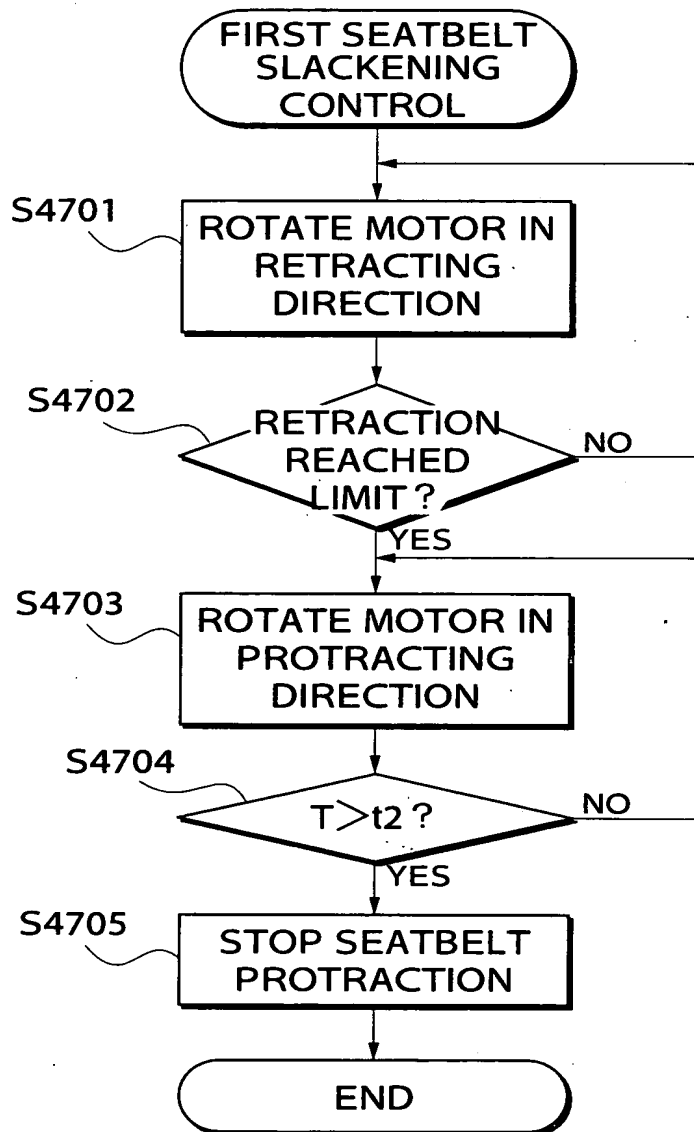 FIRST SEATBELT
SLACKENING
CONTROL
S4701
ROTATE MOTOR IN
RETRACTING
DIRECTION
S4702
RETRACTION
REACHED
LIMIT?
NO
YES
S4703
ROTATE MOTOR IN
PROTRACTING
DIRECTION
S4704
T>t2?
NO
YES
S4705
STOP SEATBELT
PROTRACTION
END